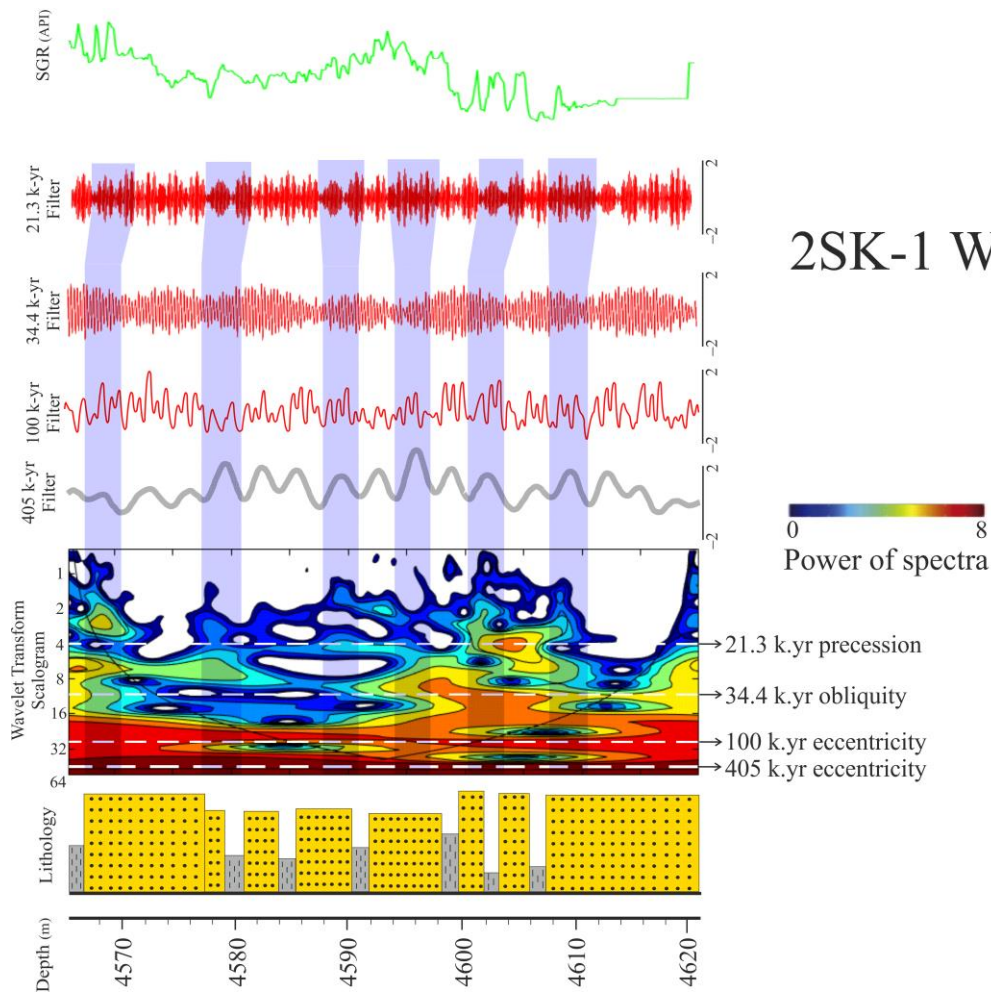 SGR (API)
21.3 k-yr
Filter
2
−2
34.4 k-yr
Filter
2
−2
100 k-yr
Filter
2
−2
405 k-yr
Filter
2
−2
2SK-1 W
0
8
Power of spectra
Wavelet Transform
Scalogram
1
2
4
8
16
32
64
21.3 k.yr precession
34.4 k.yr obliquity
100 k.yr eccentricity
405 k.yr eccentricity
Lithology
Depth (m)
4570
4580
4590
4600
4610
4620